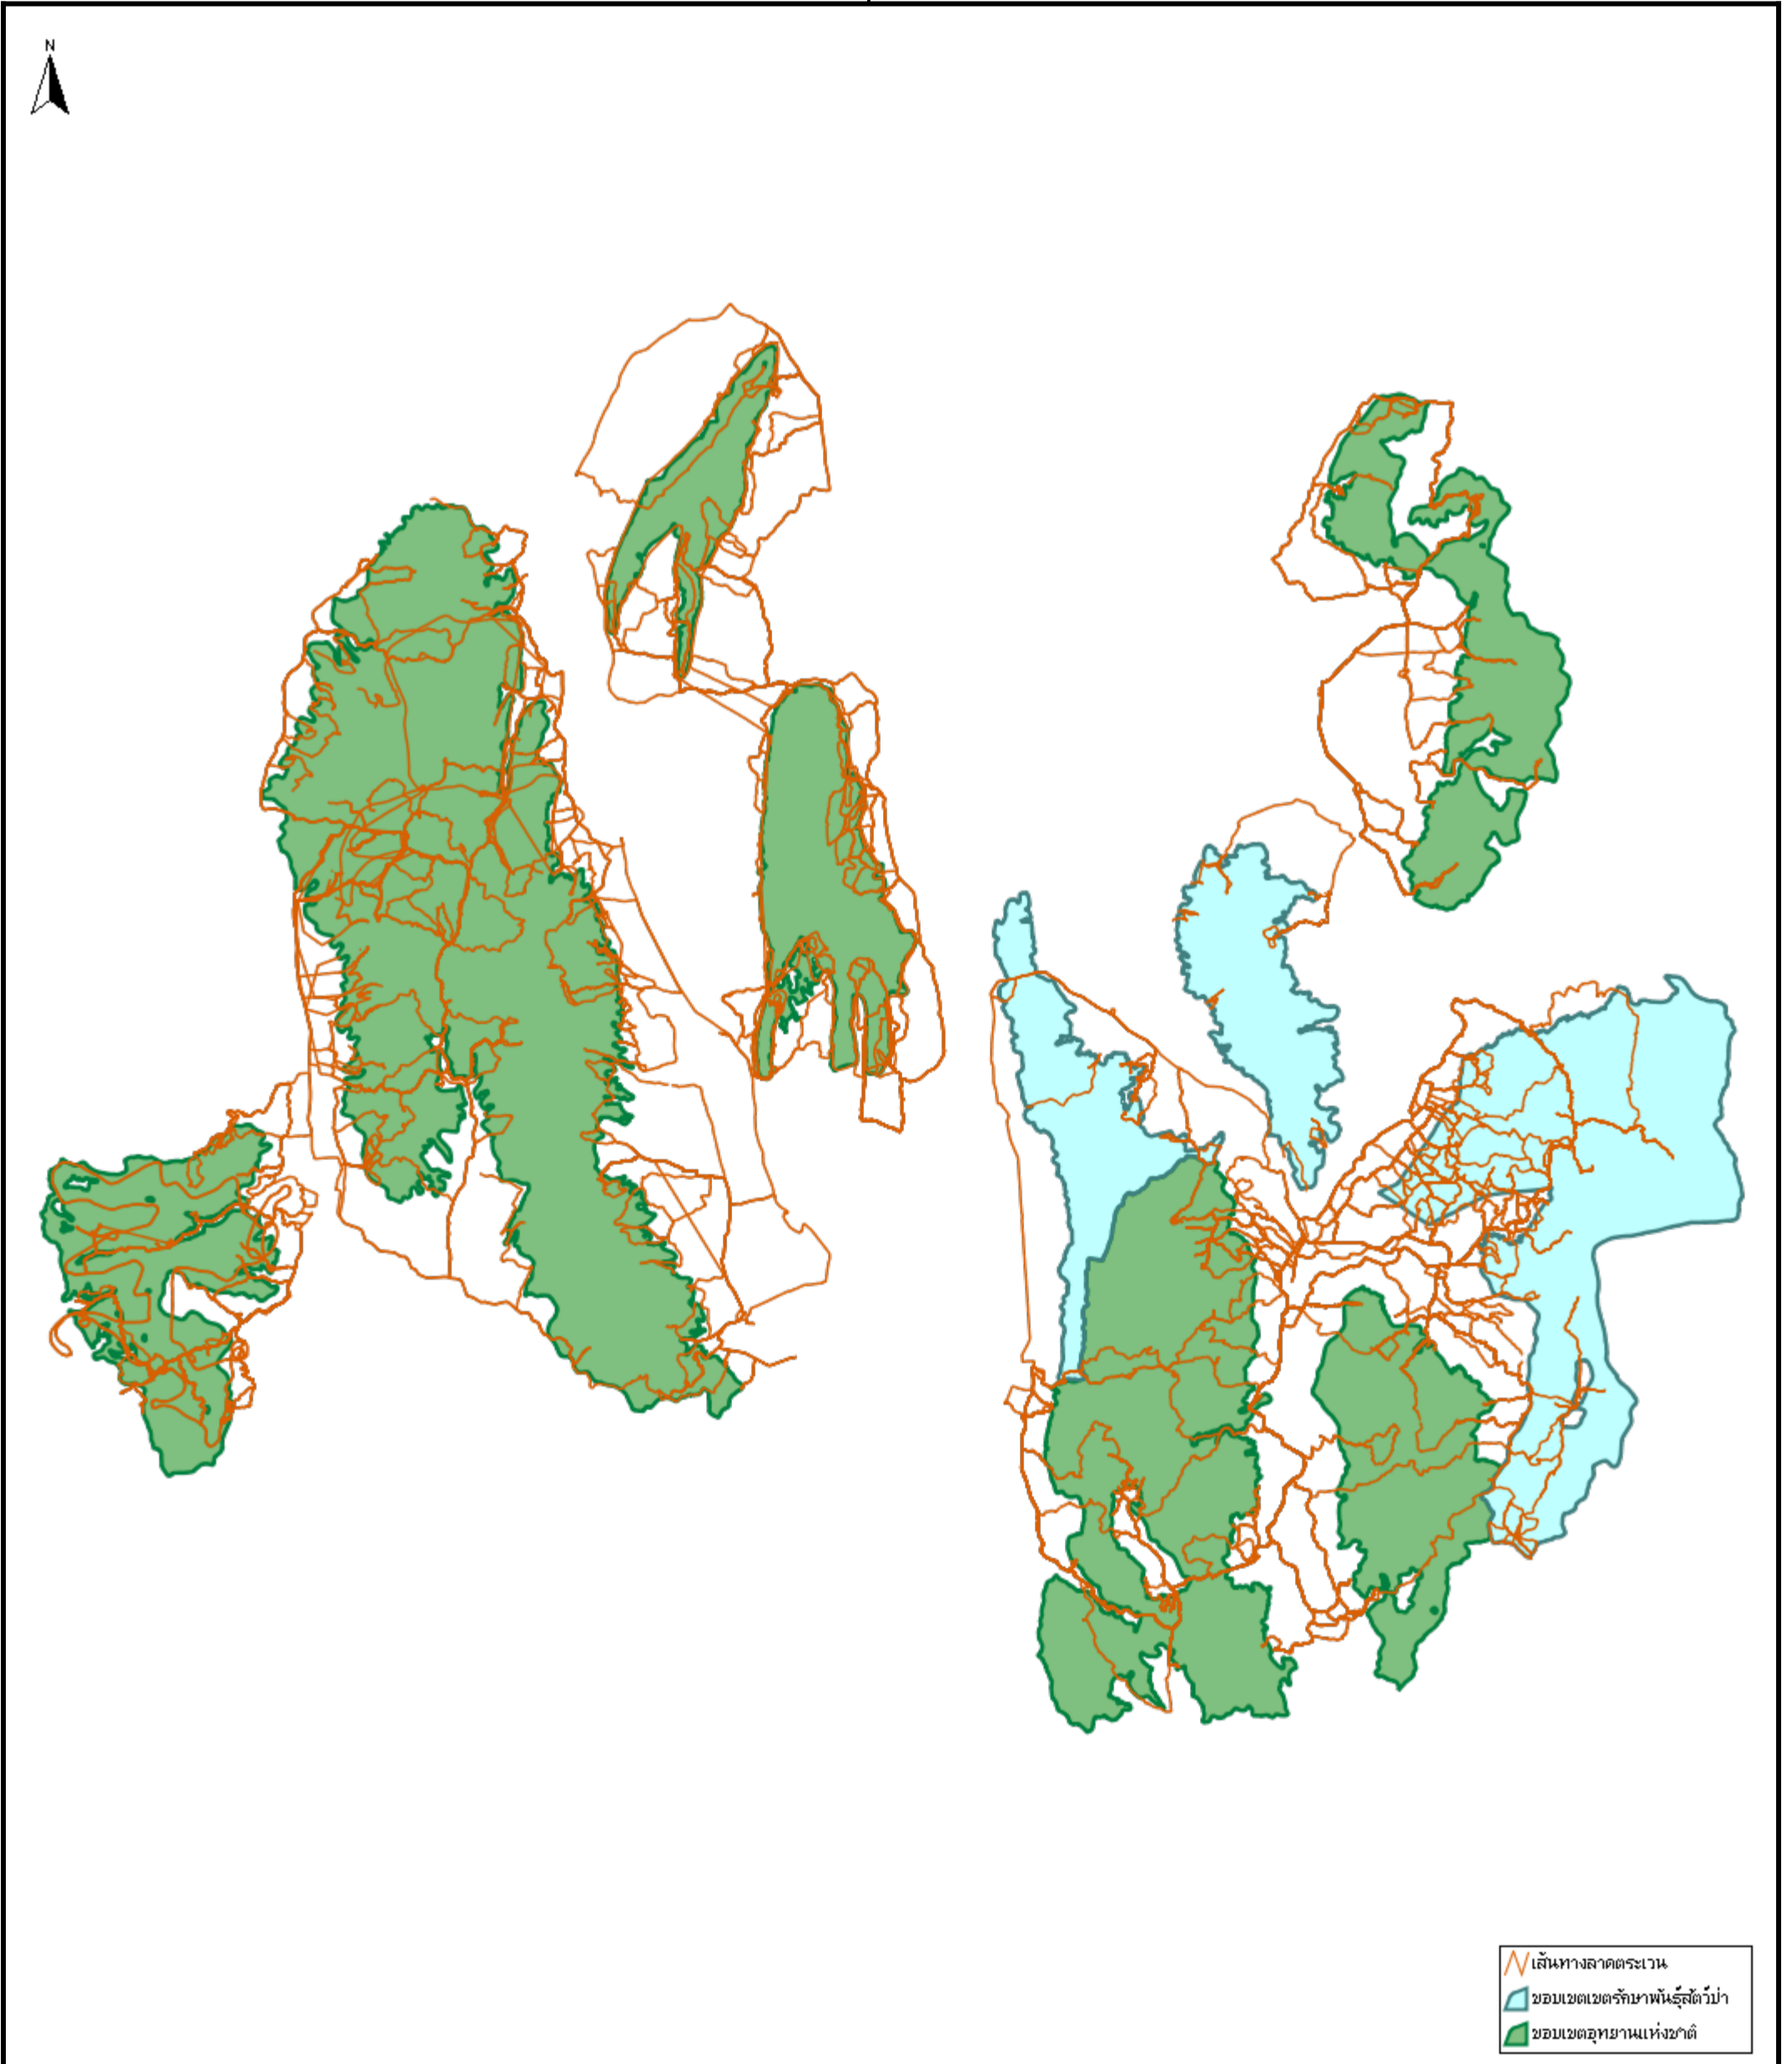 N
เส้นทางลาดตระเวน
ขอบเขตเขตรักษาพันธุ์สัตว์ป่า
ขอบเขตอุทยานแห่งชาติ